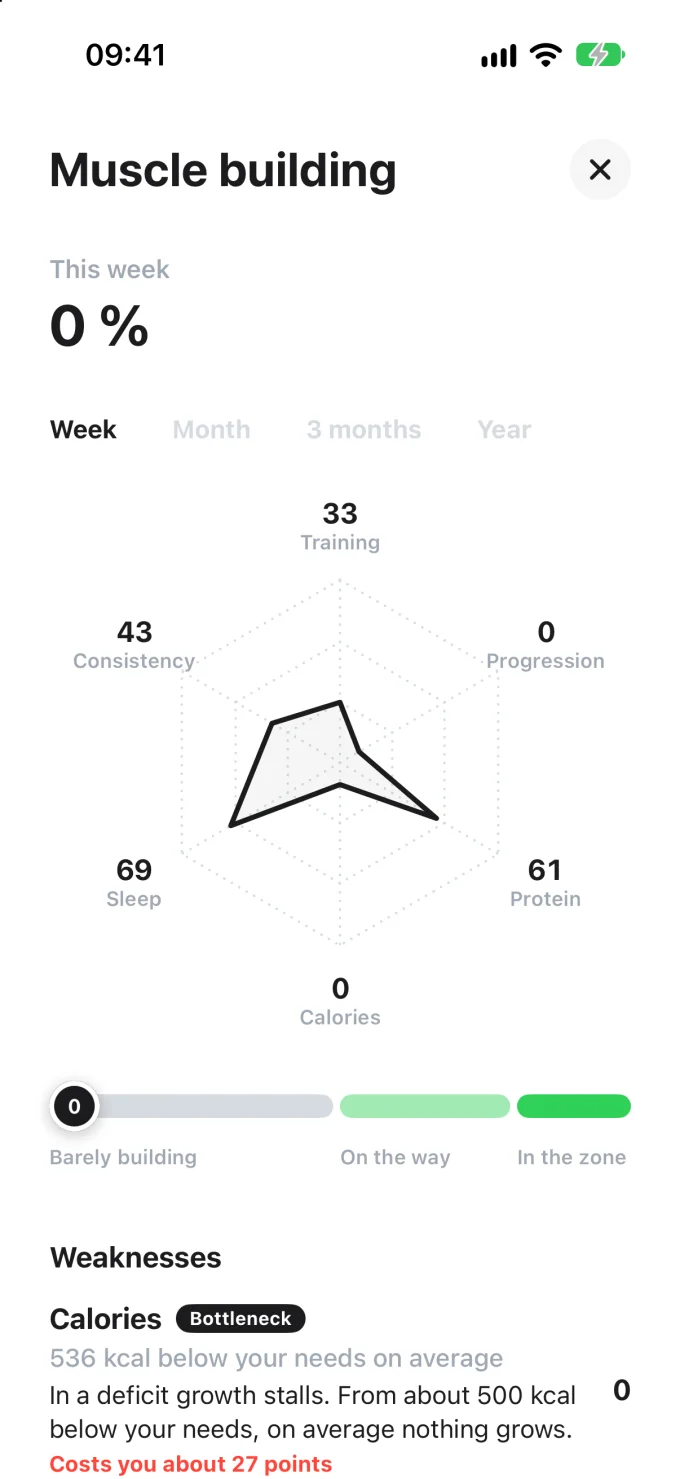 09:41
Muscle building
This week
0 %
Week Month 3 months Year
33
Training
43
Consistency
0
Progression
69
Sleep
61
Protein
0
Calories
0
Barely building On the way In the zone
Weaknesses
Calories Bottleneck
536 kcal below your needs on average
In a deficit growth stalls. From about 500 kcal
below your needs, on average nothing grows.
0
Costs you about 27 points